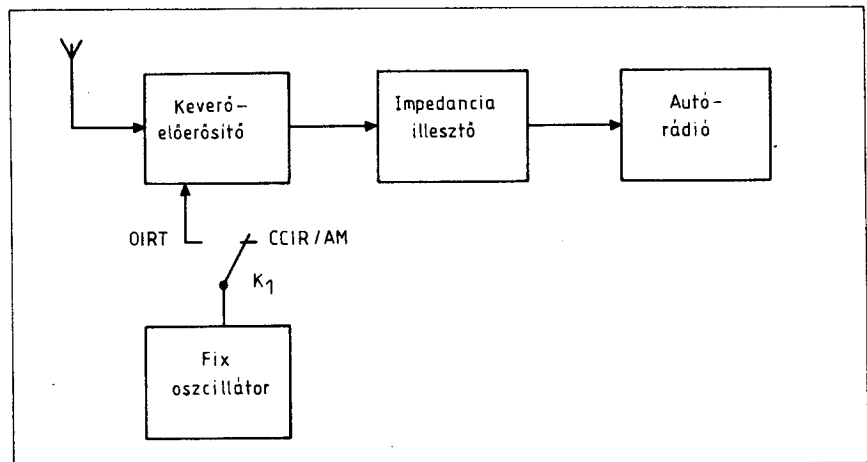 Keverő-
előerősítő
Impedancia
illesztő
Autó-
rádió
OIRT
CCIR/AM
K1
Fix
oszcillátor